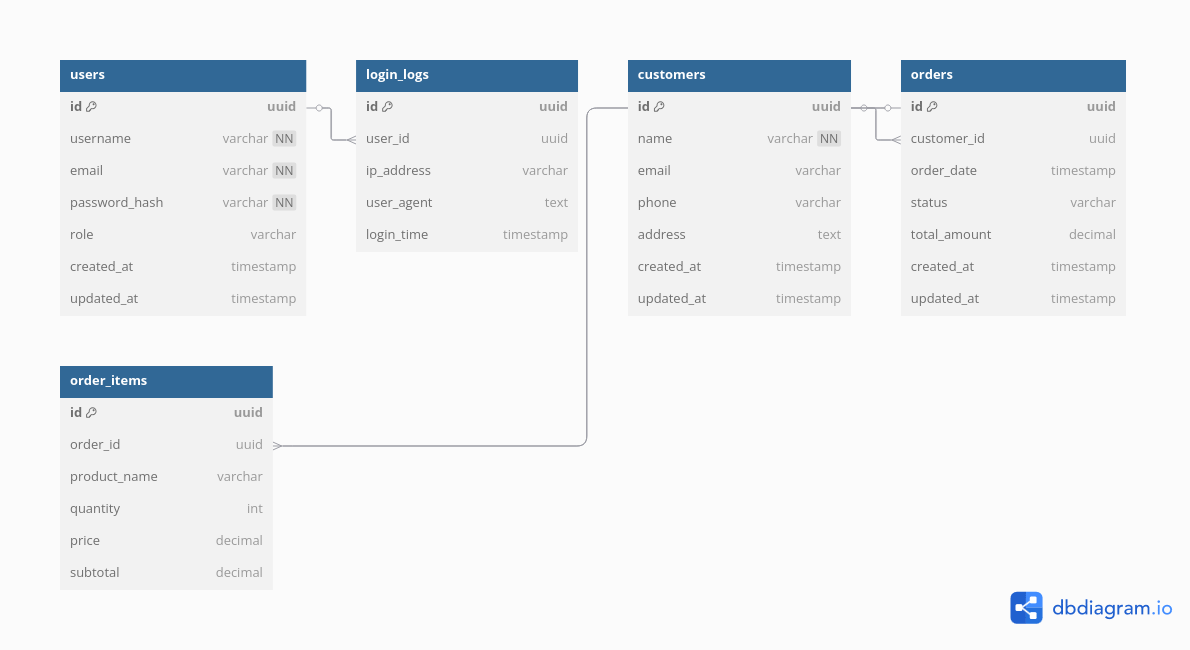 users
id uuid
username varchar NN
email varchar NN
password_hash varchar NN
role varchar
created_at timestamp
updated_at timestamp
login_logs
id uuid
user_id uuid
ip_address varchar
user_agent text
login_time timestamp
customers
id uuid
name varchar NN
email varchar
phone varchar
address text
created_at timestamp
updated_at timestamp
orders
id uuid
customer_id uuid
order_date timestamp
status varchar
total_amount decimal
created_at timestamp
updated_at timestamp
order_items
id uuid
order_id uuid
product_name varchar
quantity int
price decimal
subtotal decimal
dbdiagram.io